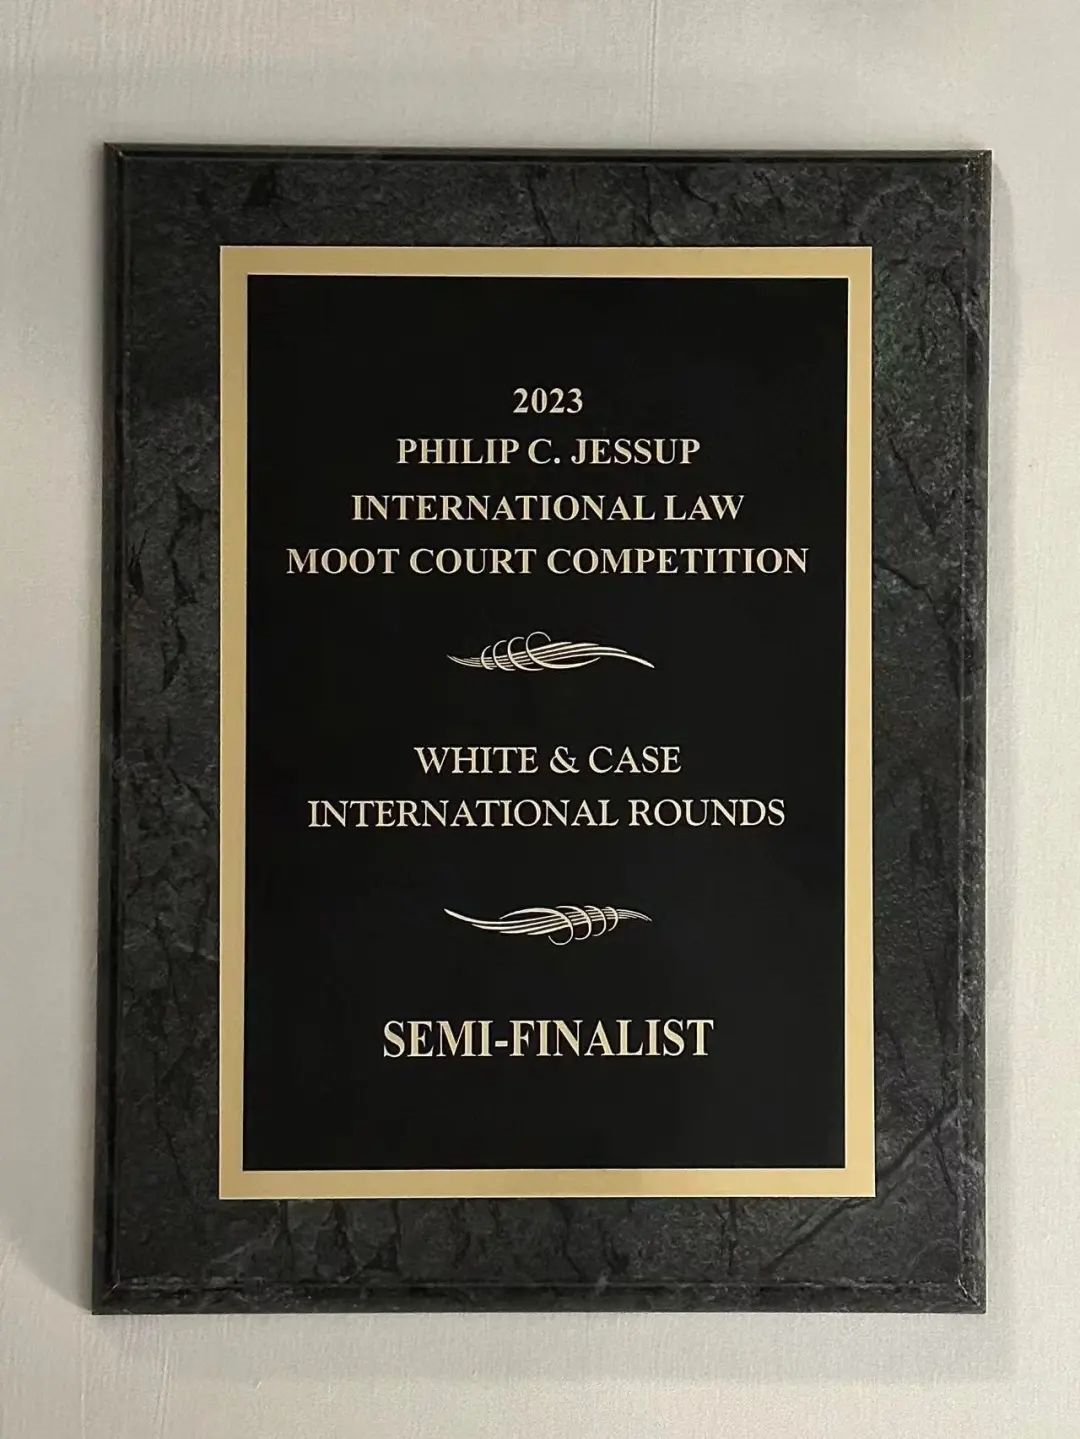 2023
PHILIP C. JESSUP
INTERNATIONAL LAW
MOOT COURT COMPETITION
WHITE & CASE
INTERNATIONAL ROUNDS
SEMI-FINALIST